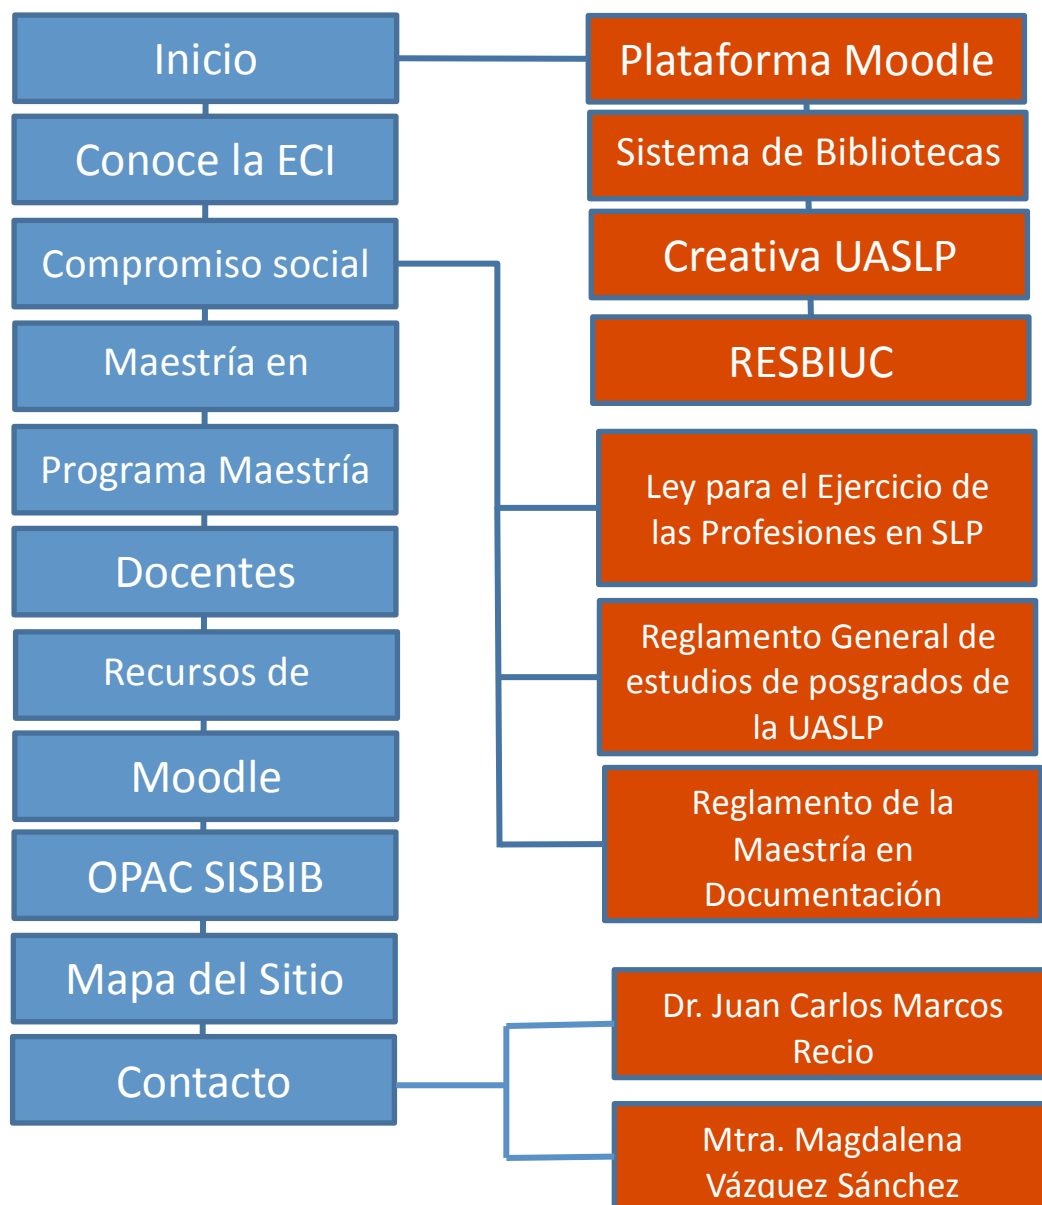 Inicio
Conoce la ECI
Compromiso social
Maestría en
Programa Maestría
Docentes
Recursos de
Moodle
OPAC SISBIB
Mapa del Sitio
Contacto
Plataforma Moodle
Sistema de Bibliotecas
Creativa UASLP
RESBIUC
Ley para el Ejercicio de
las Profesiones en SLP
Reglamento General de
estudios de posgrados de
la UASLP
Reglamento de la
Maestría en
Documentación
Dr. Juan Carlos Marcos
Recio
Mtra. Magdalena
Vázquez Sánchez